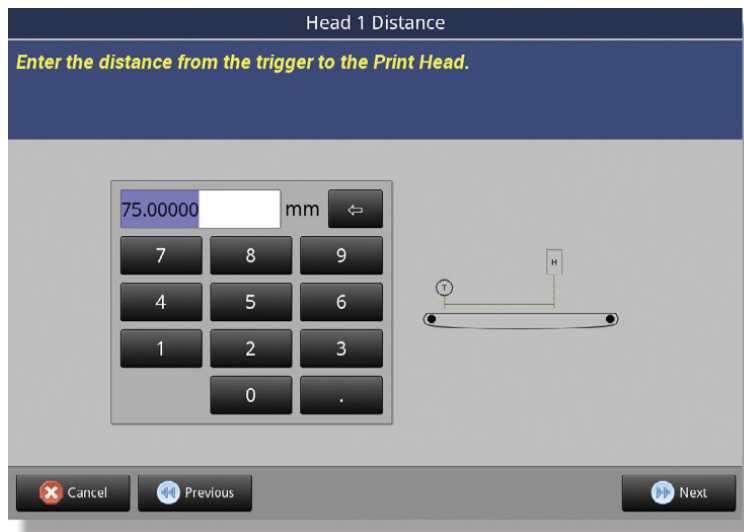 Head 1 Distance
Enter the distance from the trigger to the Print Head.
75.00000 mm ⇦
7 8 9
4 5 6
1 2 3
0 .
H
T
Cancel Previous Next